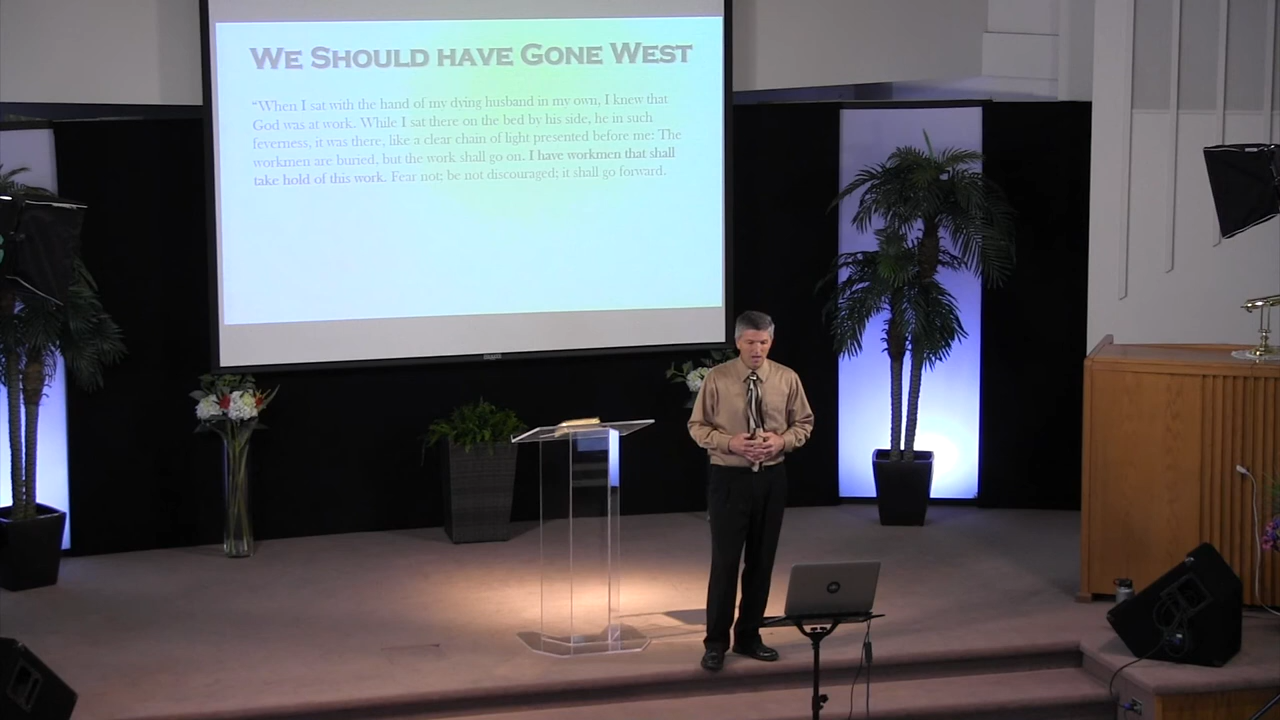 We Should have Gone West
“When I sat with the hand of my dying husband in my own, I knew that
God was at work. While I sat there on the bed by his side, he in such
feverness, it was there, like a clear chain of light presented before me: The
workmen are buried, but the work shall go on. I have workmen that shall
take hold of this work. Fear not; be not discouraged; it shall go forward.